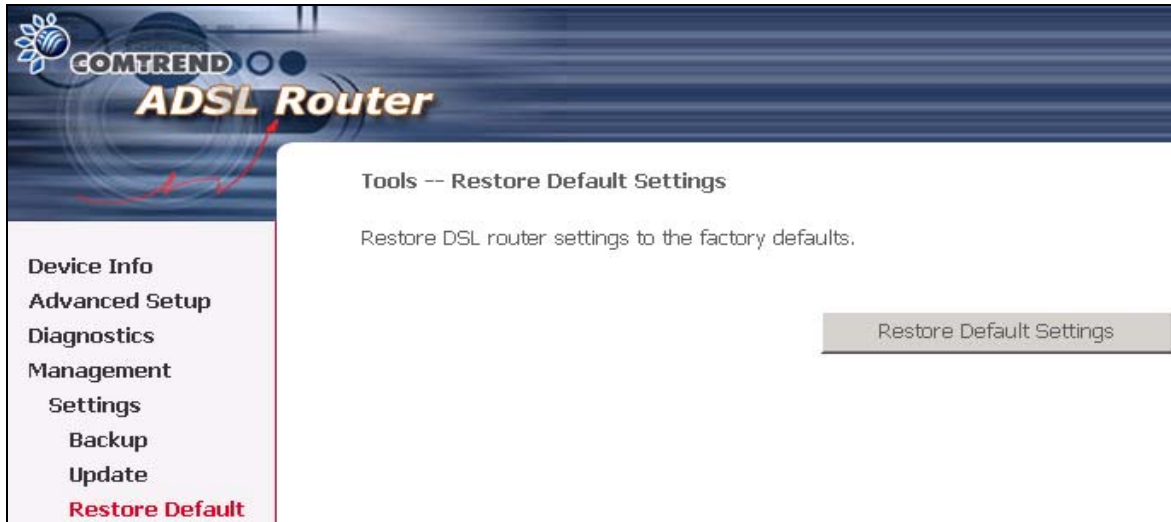 COMTREND
ADSL Router
Tools -- Restore Default Settings
Restore DSL router settings to the factory defaults.
Restore Default Settings
Device Info
Advanced Setup
Diagnostics
Management
Settings
Backup
Update
Restore Default